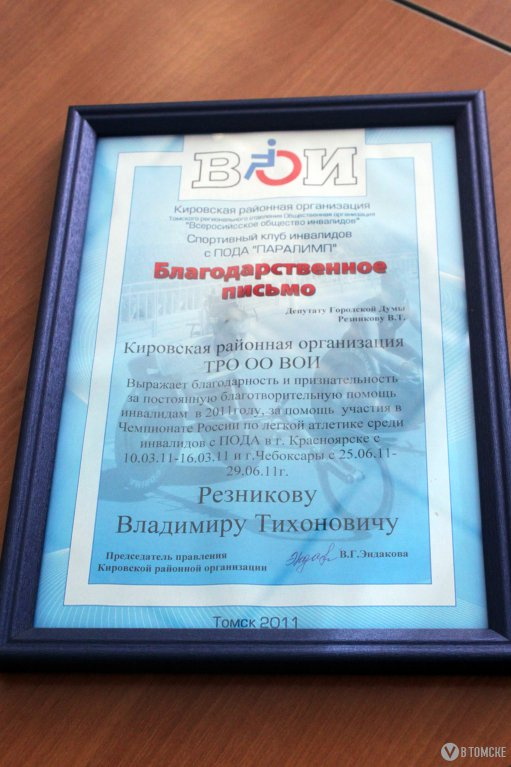 ВОИ
Кировская районная организация
Томского регионального отделения Общественная организация
"Всероссийское общество инвалидов"
Спортивный клуб инвалидов
с ПОДА "ПАРАЛИМП"
Благодарственное
письмо
Депутату Городской Думы
Резникову В.Т.
Кировская районная организация
ТРО ОО ВОИ
Выражает благодарность и признательность
за постоянную благотворительную помощь
инвалидам в 2011году, за помощь участия в
Чемпионате России по легкой атлетике среди
инвалидов с ПОДА в г. Красноярске с
10.03.11-16.03.11 и г.Чебоксары с 25.06.11-
29.06.11г.
Резникову
Владимиру Тихоновичу
Председатель правления
Кировской районной организации
В.Г.Эндакова
Томск 2011
В ТОМСКЕ